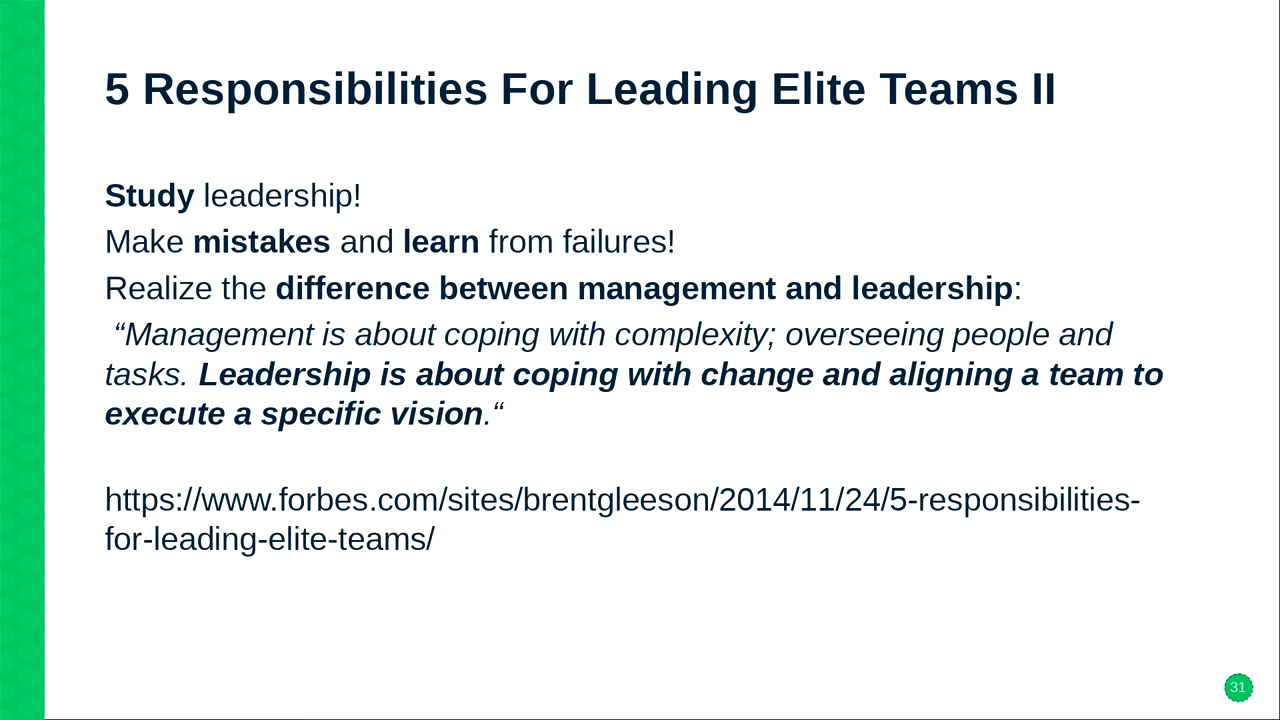 5 Responsibilities For Leading Elite Teams II
Study leadership!
Make mistakes and learn from failures!
Realize the difference between management and leadership:
“Management is about coping with complexity; overseeing people and
tasks. Leadership is about coping with change and aligning a team to
execute a specific vision.“
https://www.forbes.com/sites/brentgleeson/2014/11/24/5-responsibilities-
for-leading-elite-teams/
31